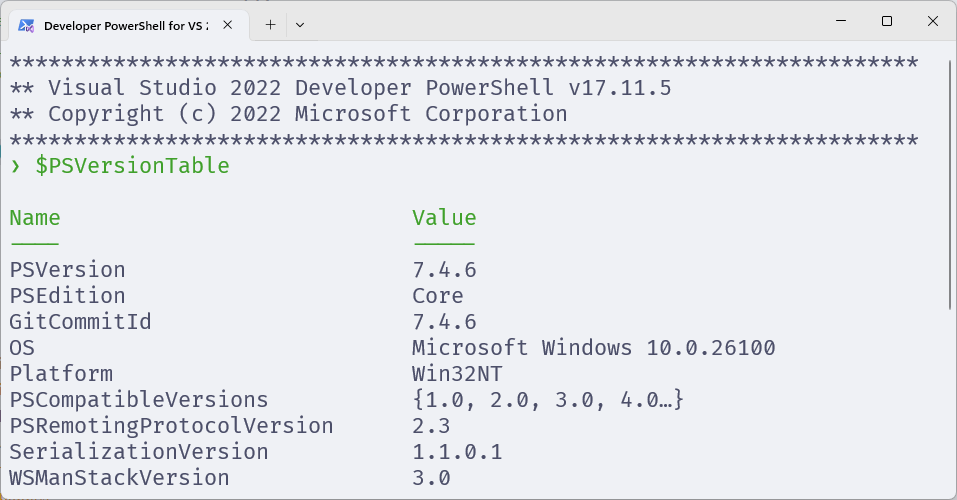 Developer PowerShell for VS 2
**********************************************************************
** Visual Studio 2022 Developer PowerShell v17.11.5
** Copyright (c) 2022 Microsoft Corporation
**********************************************************************
❯ $PSVersionTable
Name                           Value
----                           -----
PSVersion                      7.4.6
PSEdition                      Core
GitCommitId                    7.4.6
OS                             Microsoft Windows 10.0.26100
Platform                       Win32NT
PSCompatibleVersions           {1.0, 2.0, 3.0, 4.0…}
PSRemotingProtocolVersion      2.3
SerializationVersion           1.1.0.1
WSManStackVersion              3.0